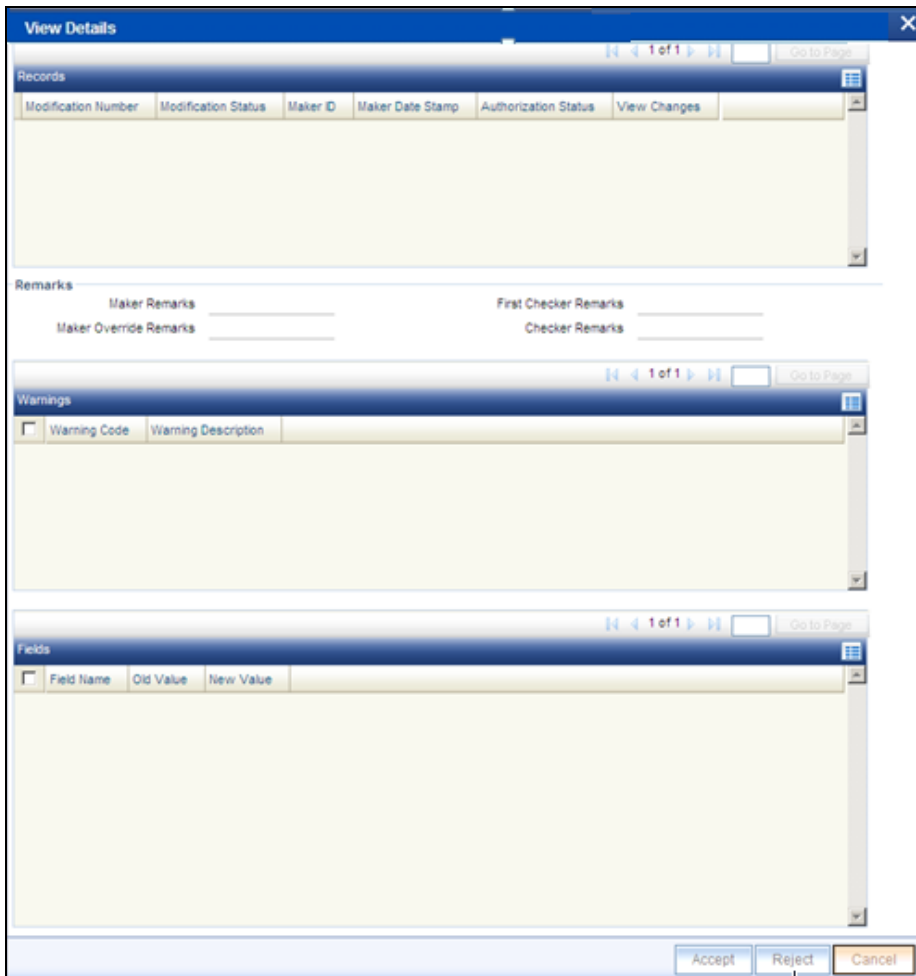 View Details
1 of 1 Go to Page
Records
Modification Number Modification Status Maker ID Maker Date Stamp Authorization Status View Changes
Remarks
Maker Remarks First Checker Remarks
Maker Override Remarks Checker Remarks
1 of 1 Go to Page
Warnings
Warning Code Warning Description
1 of 1 Go to Page
Fields
Field Name Old Value New Value
Accept Reject Cancel